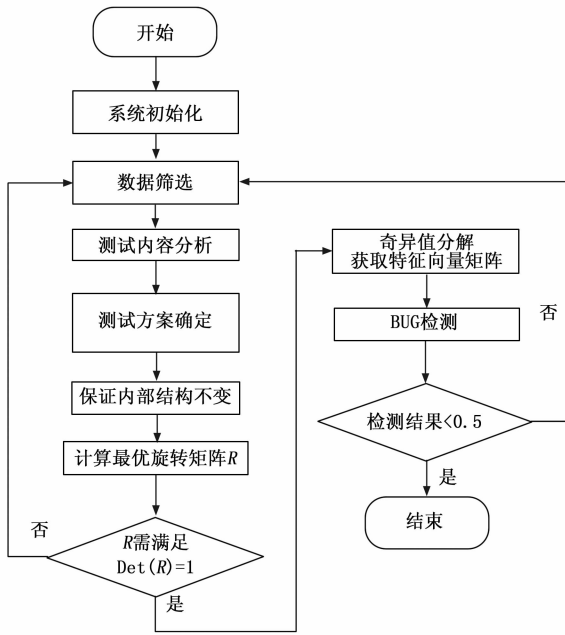 开始
系统初始化
数据筛选
测试内容分析
测试方案确定
保证内部结构不变
计算最优旋转矩阵R
否
R需满足
Det(R)=1
是
奇异值分解
获取特征向量矩阵
BUG检测
否
检测结果<0.5
是
结束